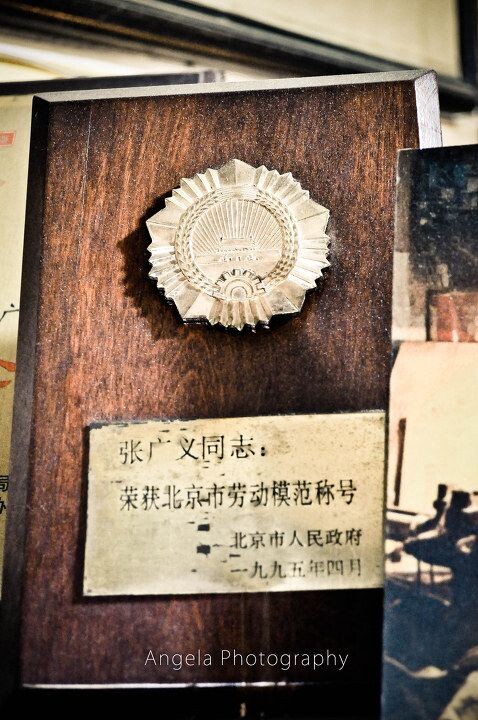 张广义同志：
荣获北京市劳动模范称号
北京市人民政府
一九九五年四月
Angela Photography